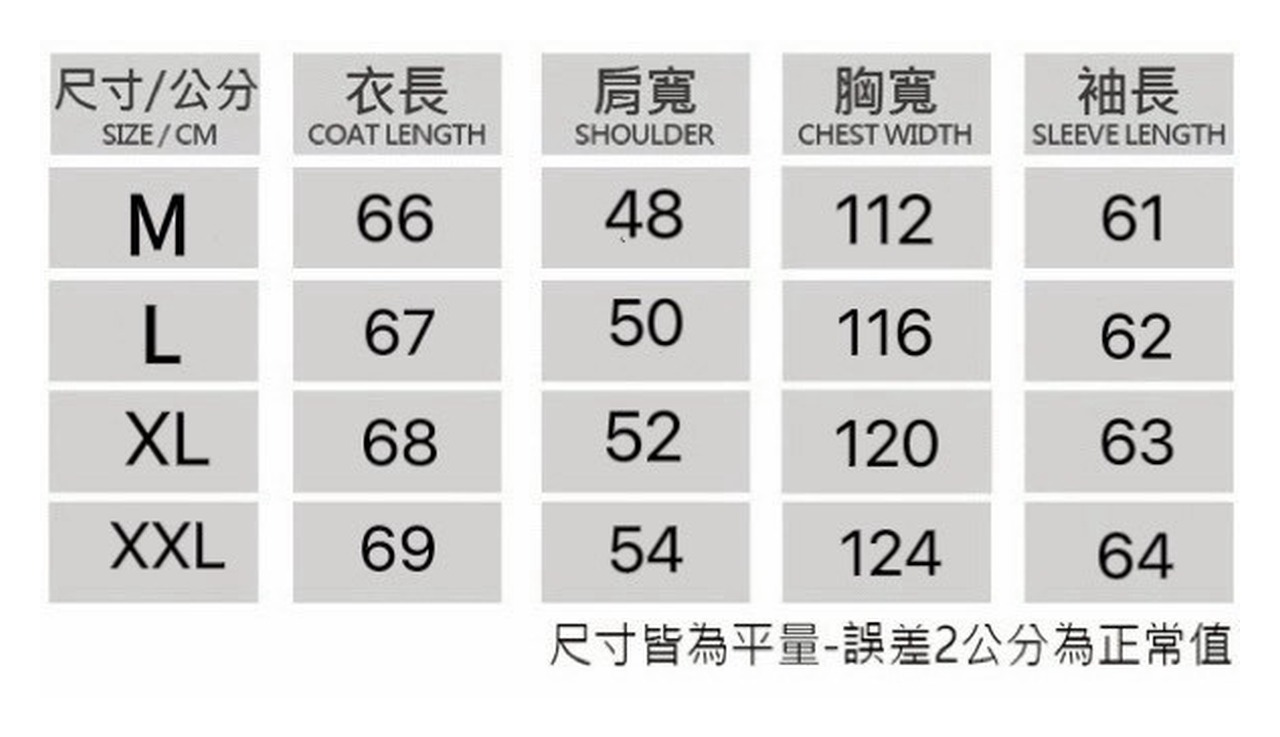 尺寸/公分 衣長 肩寬 胸寬 袖長
SIZE / CM COAT LENGTH SHOULDER CHEST WIDTH SLEEVE LENGTH
M 66 48 112 61
L 67 50 116 62
XL 68 52 120 63
XXL 69 54 124 64
尺寸皆為平量-誤差2公分為正常值